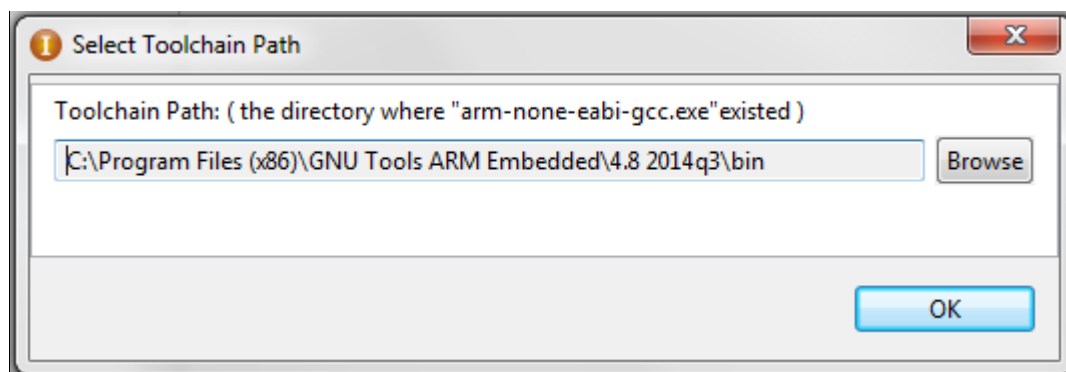 Select Toolchain Path
Toolchain Path: ( the directory where "arm-none-eabi-gcc.exe"existed )
C:\Program Files (x86)\GNU Tools ARM Embedded\4.8 2014q3\bin
Browse
OK